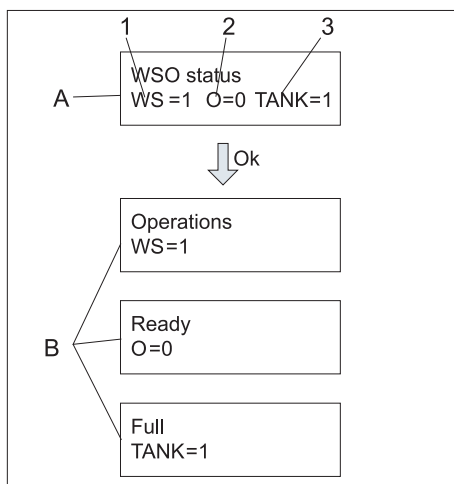 1 2 3
WSO status
A WS =1 O=0 TANK=1
Ok
Operations
WS=1
Ready
B O=0
Full
TANK=1